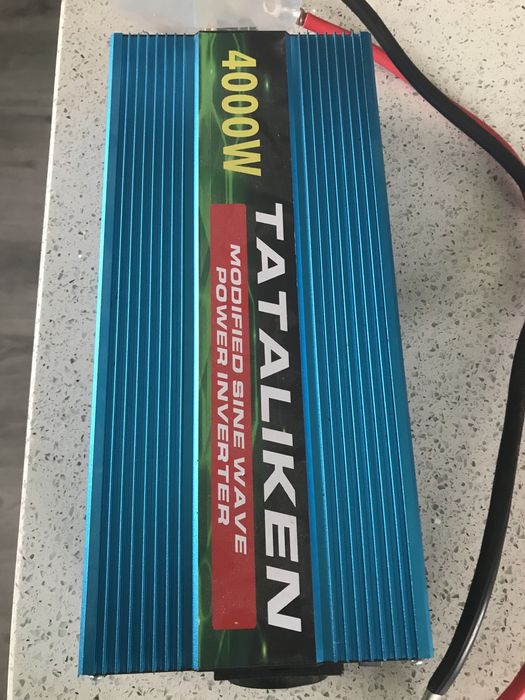 4000W
TATALIKEN
MODIFIED SINE WAVE
POWER INVERTER